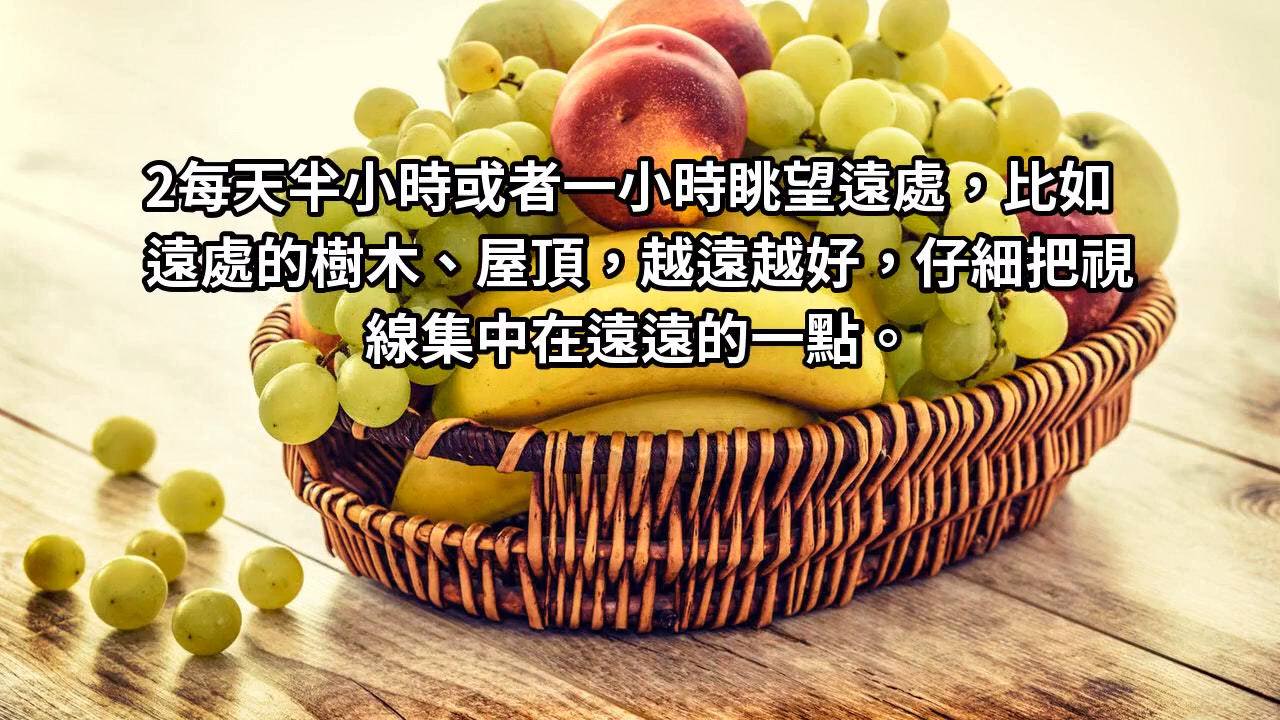 2每天半小時或者一小時眺望遠處，比如
遠處的樹木、屋頂，越遠越好，仔細把視
線集中在遠遠的一點。